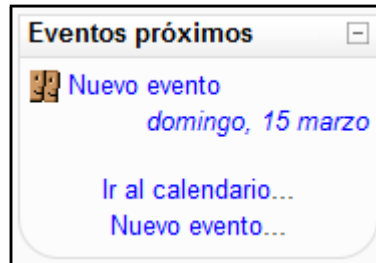 Eventos próximos
Nuevo evento
domingo, 15 marzo
Ir al calendario...
Nuevo evento...